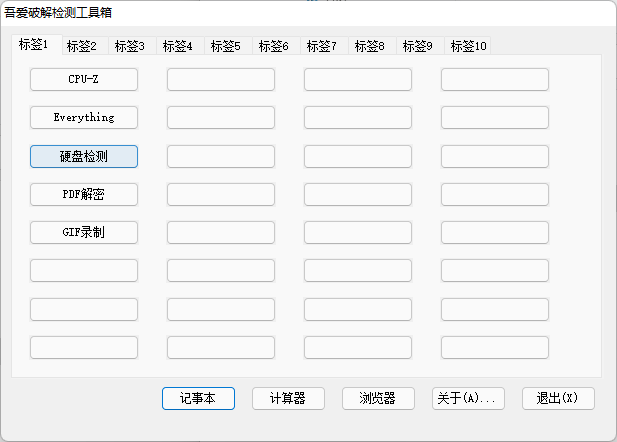 吾爱破解检测工具箱
标签1 标签2 标签3 标签4 标签5 标签6 标签7 标签8 标签9 标签10
CPU-Z
Everything
硬盘检测
PDF解密
GIF录制
记事本 计算器 浏览器 关于(A)... 退出(X)